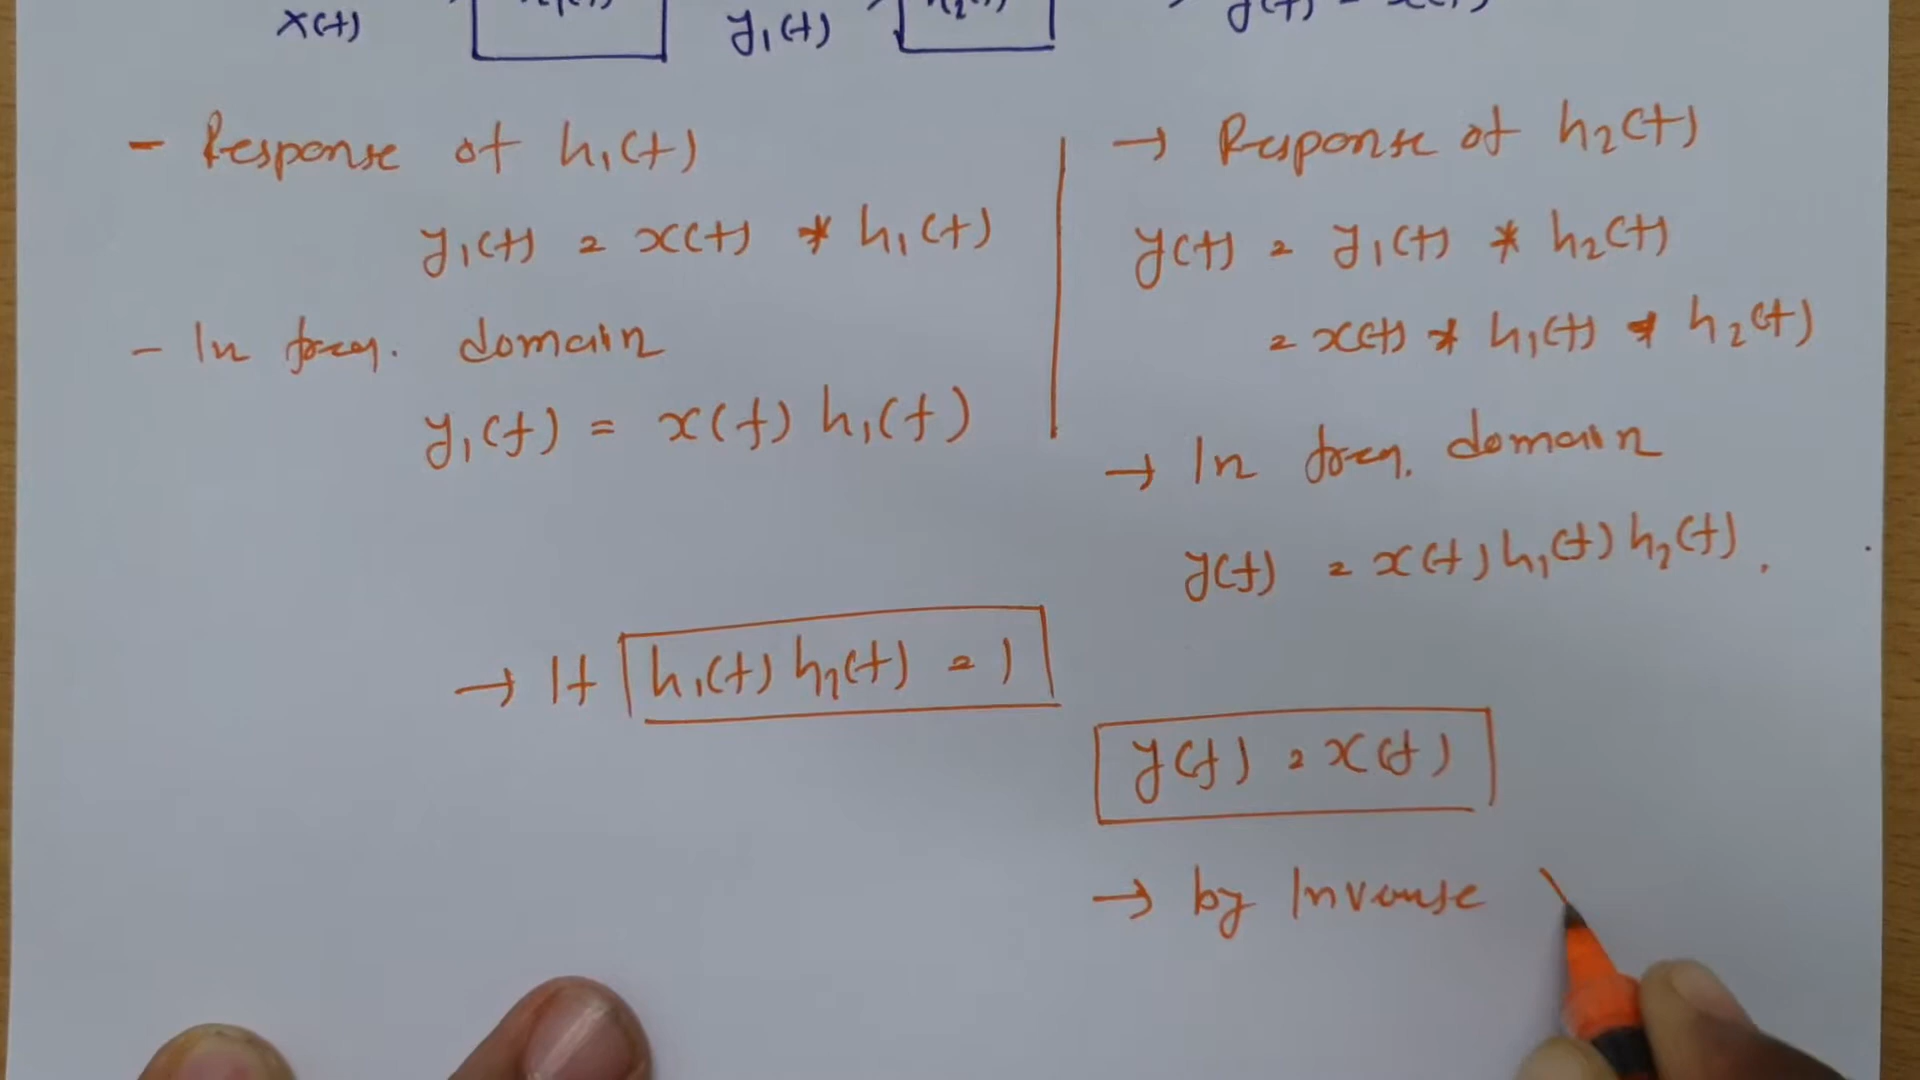 x(t) y₁(t) y(t) = x(t)
- Response of h₁(t)
y₁(t) = x(t) * h₁(t)
- In freq. domain
y₁(f) = x(f) h₁(f)
→ Response of h₂(t)
y(t) = y₁(t) * h₂(t)
= x(t) * h₁(t) * h₂(t)
→ In freq. domain
y(f) = x(f) h₁(f) h₂(f).
→ If h₁(f) h₂(f) = 1
y(f) = x(f)
→ by Inverse